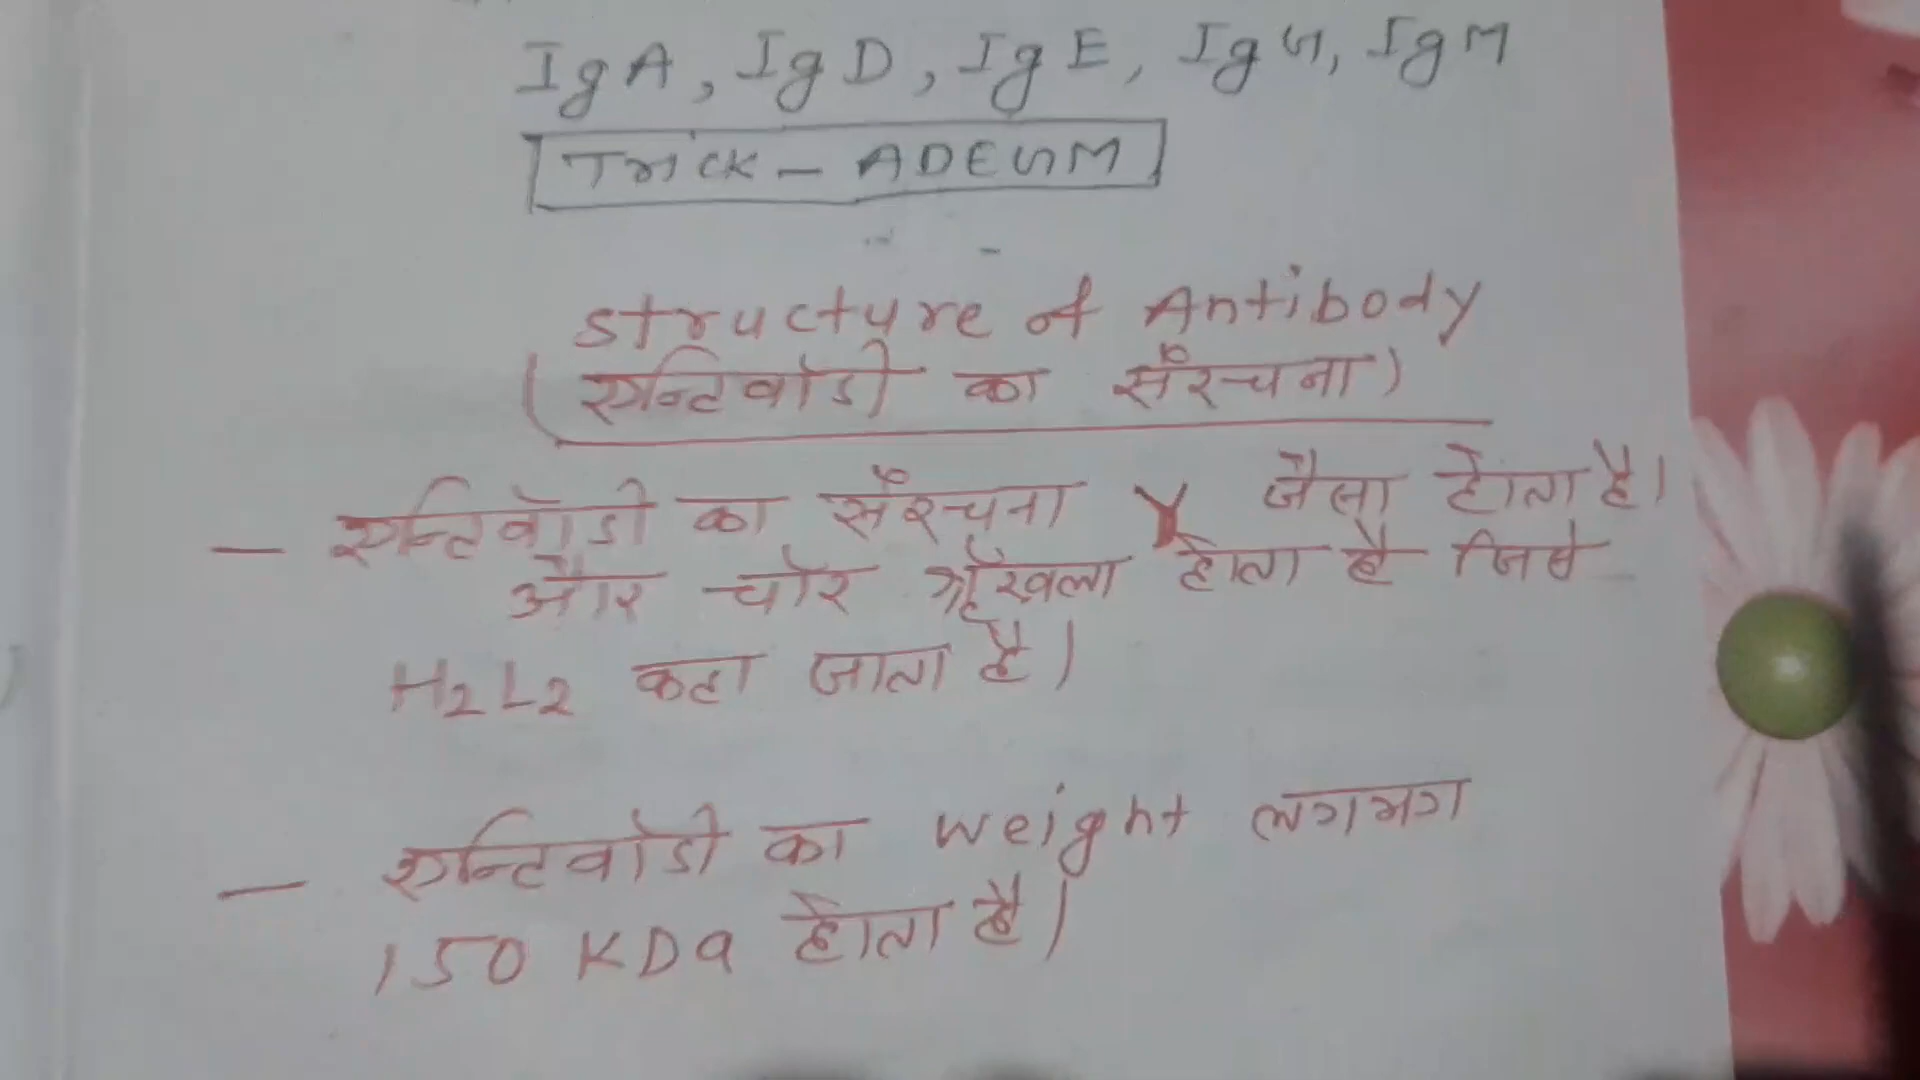 IgA, IgD, IgE, IgG, IgM
Trick - ADEGM
structure of Antibody
(एन्टिबॉडी का सँरचना)
- एन्टिबॉडी का सँरचना Y जैसा होता है।
और चार श्रृँखला होता है जिसे
H2L2 कहा जाता है।
- एन्टिबॉडी का weight लगभग
150 KDa होता है।